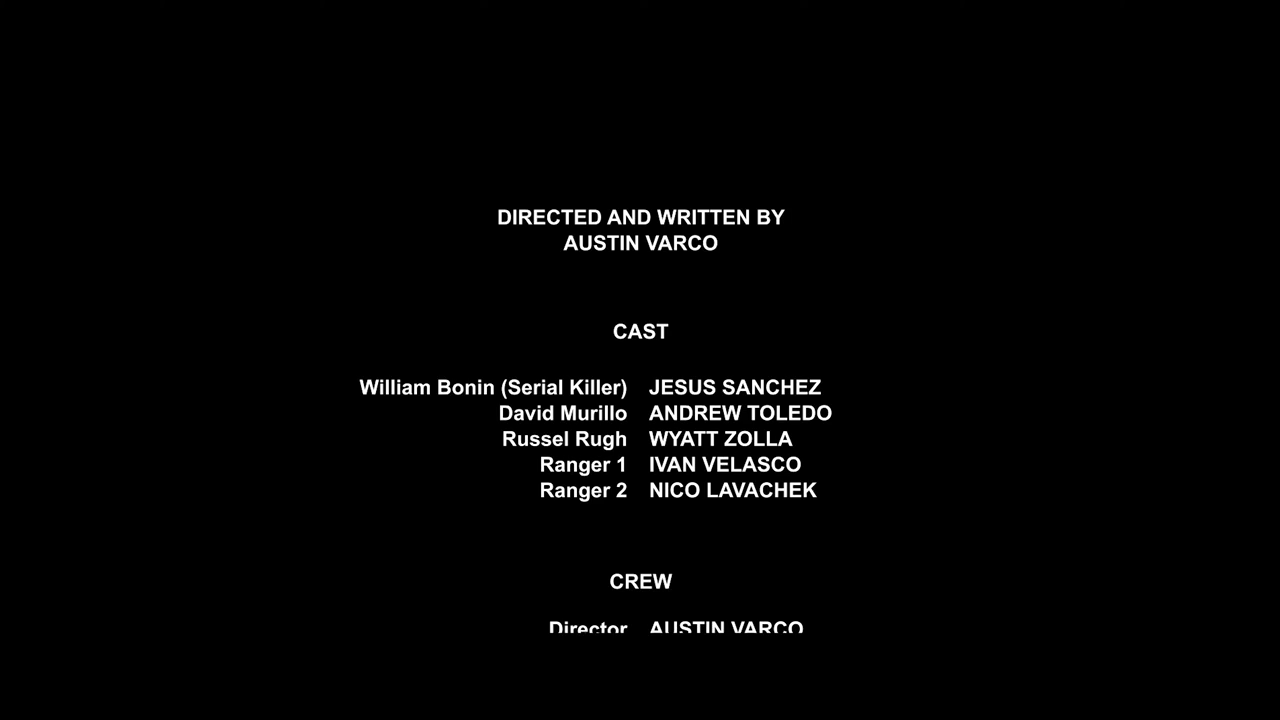 DIRECTED AND WRITTEN BY
AUSTIN VARCO
CAST
William Bonin (Serial Killer) JESUS SANCHEZ
David Murillo ANDREW TOLEDO
Russel Rugh WYATT ZOLLA
Ranger 1 IVAN VELASCO
Ranger 2 NICO LAVACHEK
CREW
Director AUSTIN VARCO